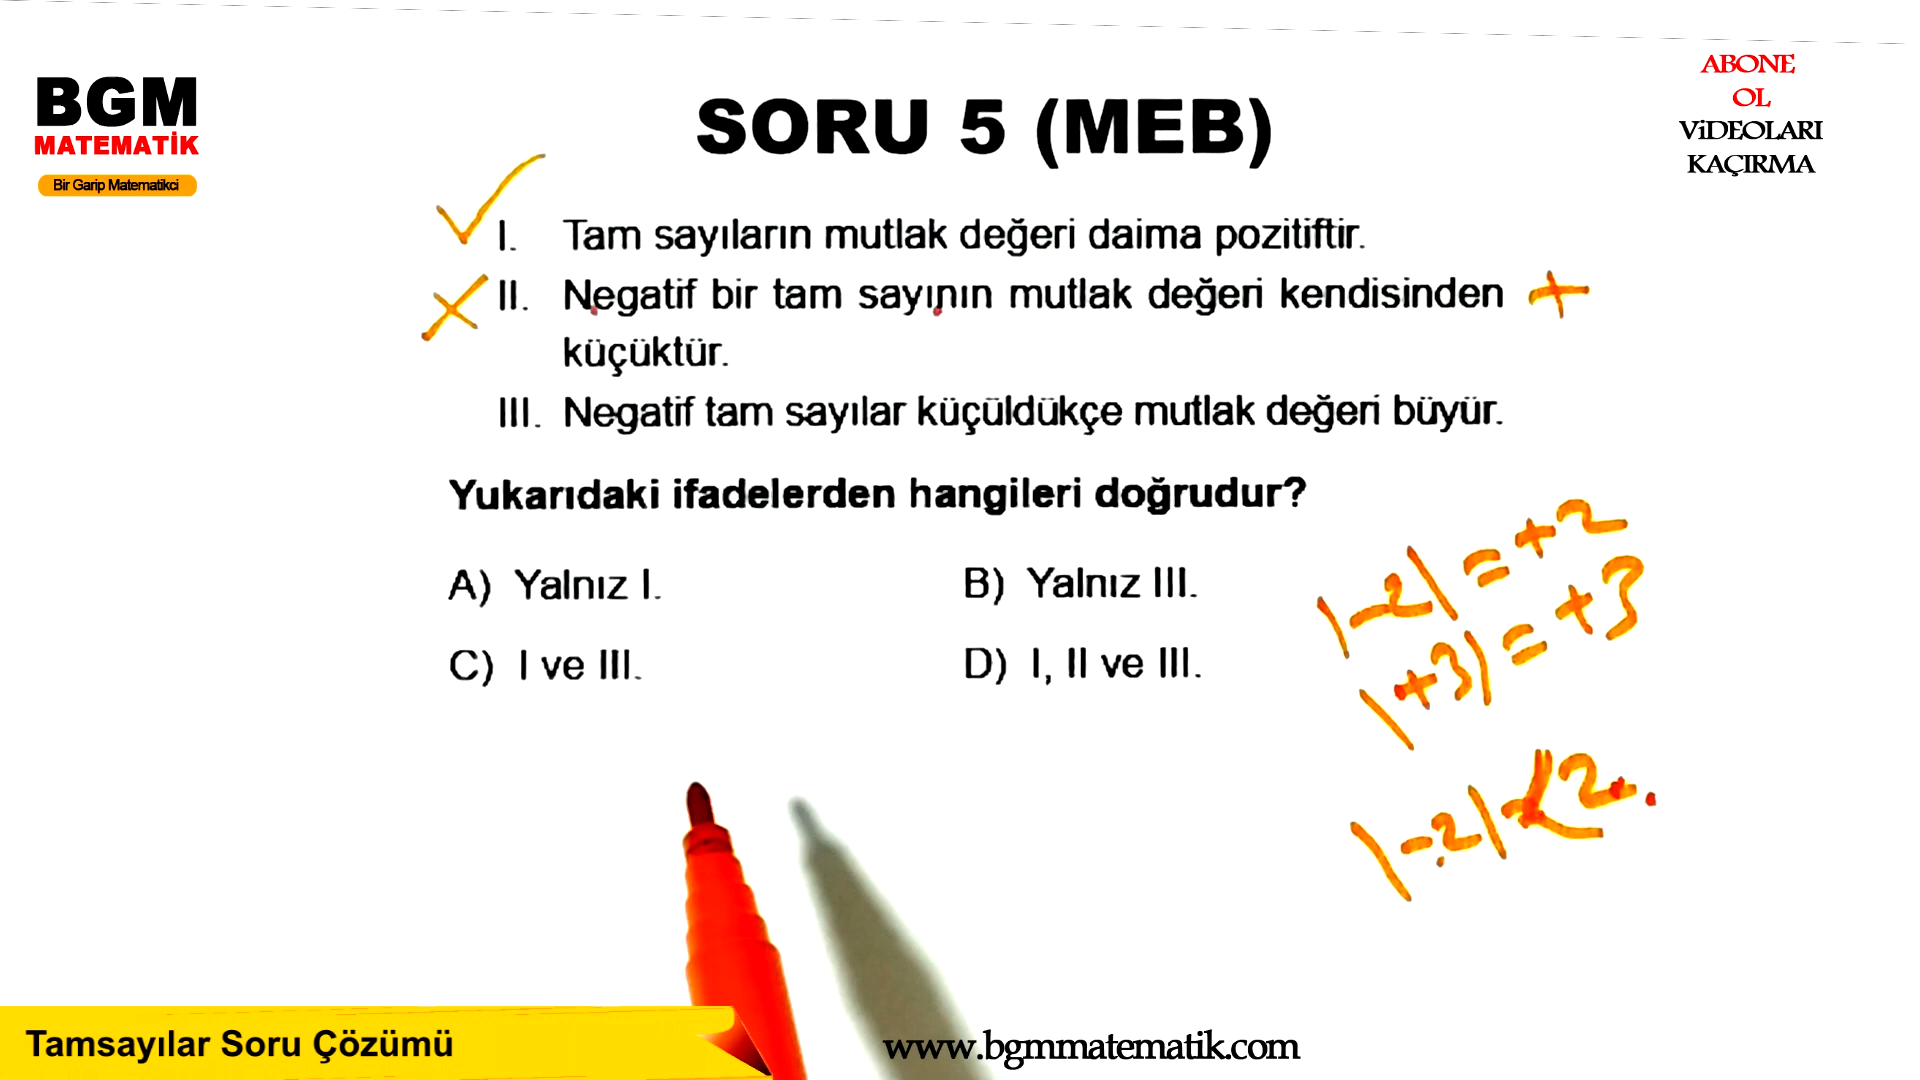 BGM
MATEMATİK
Bir Garip Matematikci
SORU 5 (MEB)
ABONE
OL
ViDEOLARI
KAÇIRMA
I. Tam sayıların mutlak değeri daima pozitiftir.
II. Negatif bir tam sayının mutlak değeri kendisinden
küçüktür.
III. Negatif tam sayılar küçüldükçe mutlak değeri büyür.
Yukarıdaki ifadelerden hangileri doğrudur?
A) Yalnız I.
B) Yalnız III.
C) I ve III.
D) I, II ve III.
|-2| = +2
|+3| = +3
|-2|
Tamsayılar Soru Çözümü
www.bgmmatematik.com